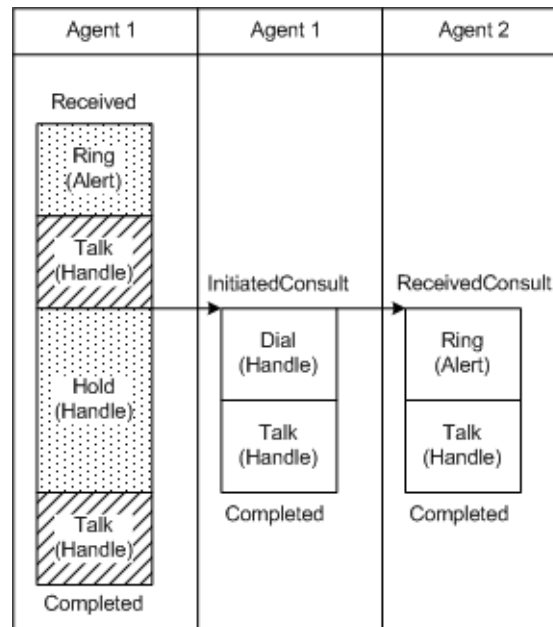 Agent 1
Agent 1
Agent 2
Received
Ring
(Alert)
Talk
(Handle)
Hold
(Handle)
Talk
(Handle)
Completed
InitiatedConsult
Dial
(Handle)
Talk
(Handle)
Completed
ReceivedConsult
Ring
(Alert)
Talk
(Handle)
Completed